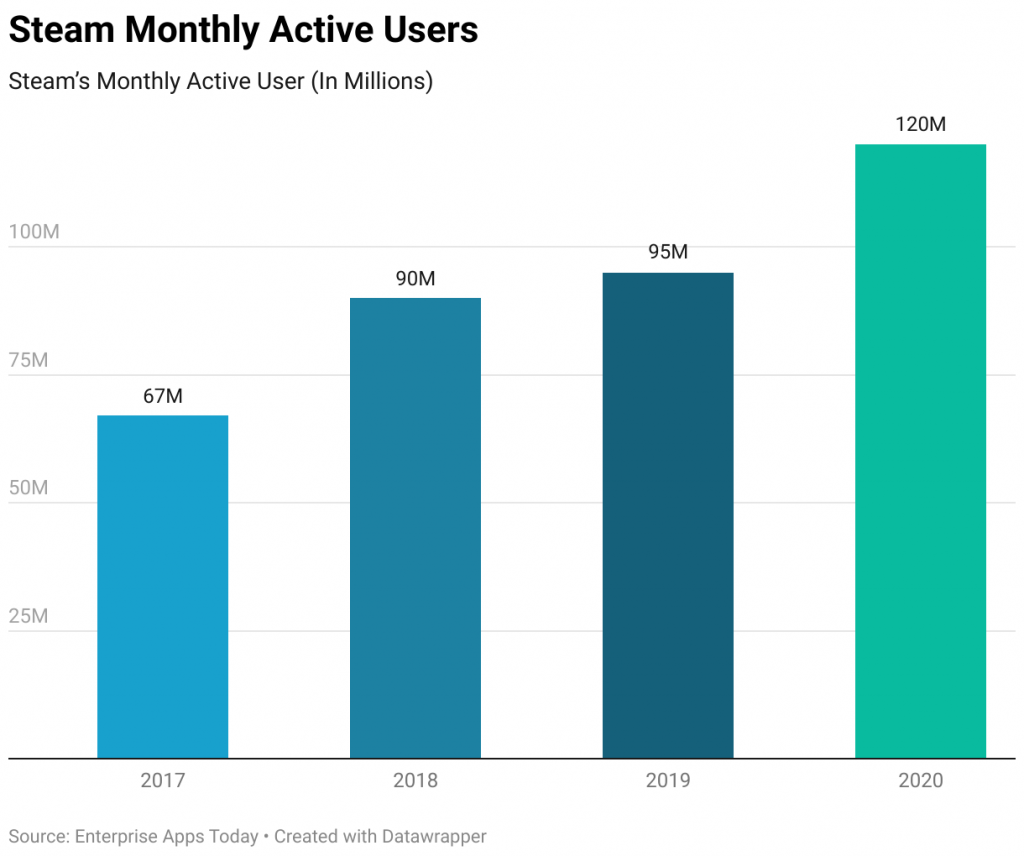 Steam Monthly Active Users
Steam’s Monthly Active User (In Millions)
120M
100M
95M
90M
75M
67M
50M
25M
2017 2018 2019 2020
Source: Enterprise Apps Today • Created with Datawrapper